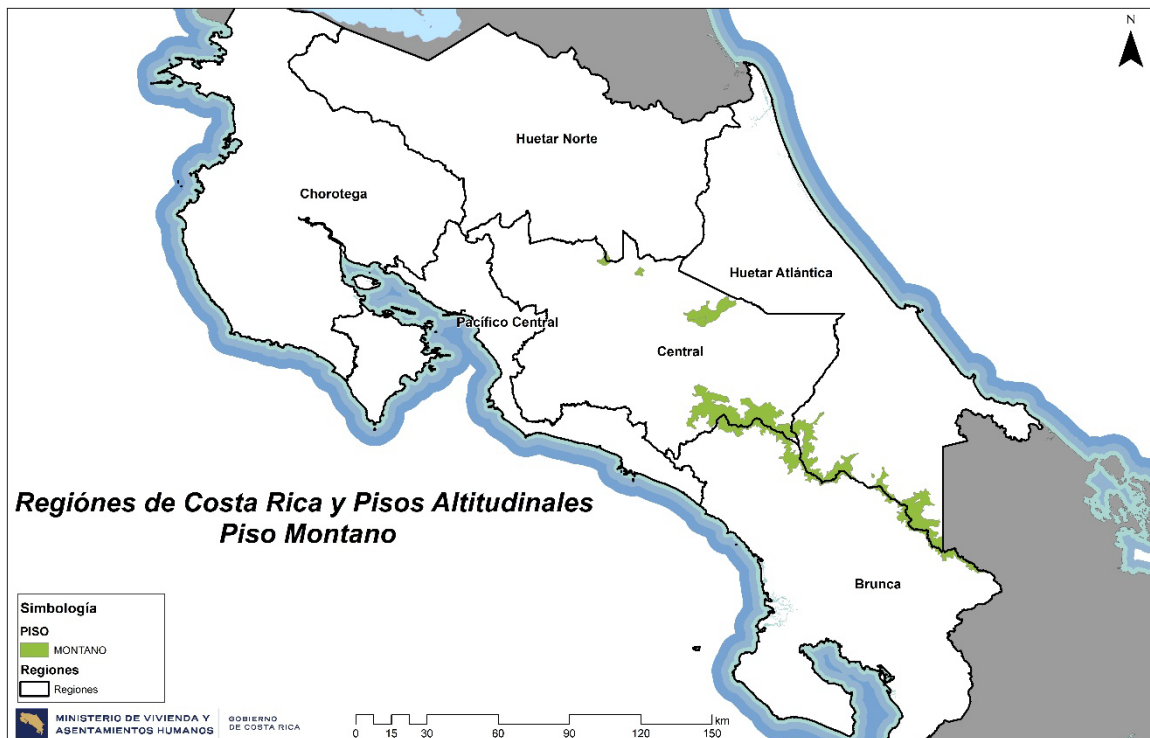 N
Huetar Norte
Chorotega
Huetar Atlántica
Pacífico Central
Central
Regiónes de Costa Rica y Pisos Altitudinales
Piso Montano
Brunca
Simbología
PISO
MONTANO
Regiones
Regiones
MINISTERIO DE VIVIENDA Y
ASENTAMIENTOS HUMANOS
GOBIERNO
DE COSTA RICA
km
0 15 30 60 90 120 150